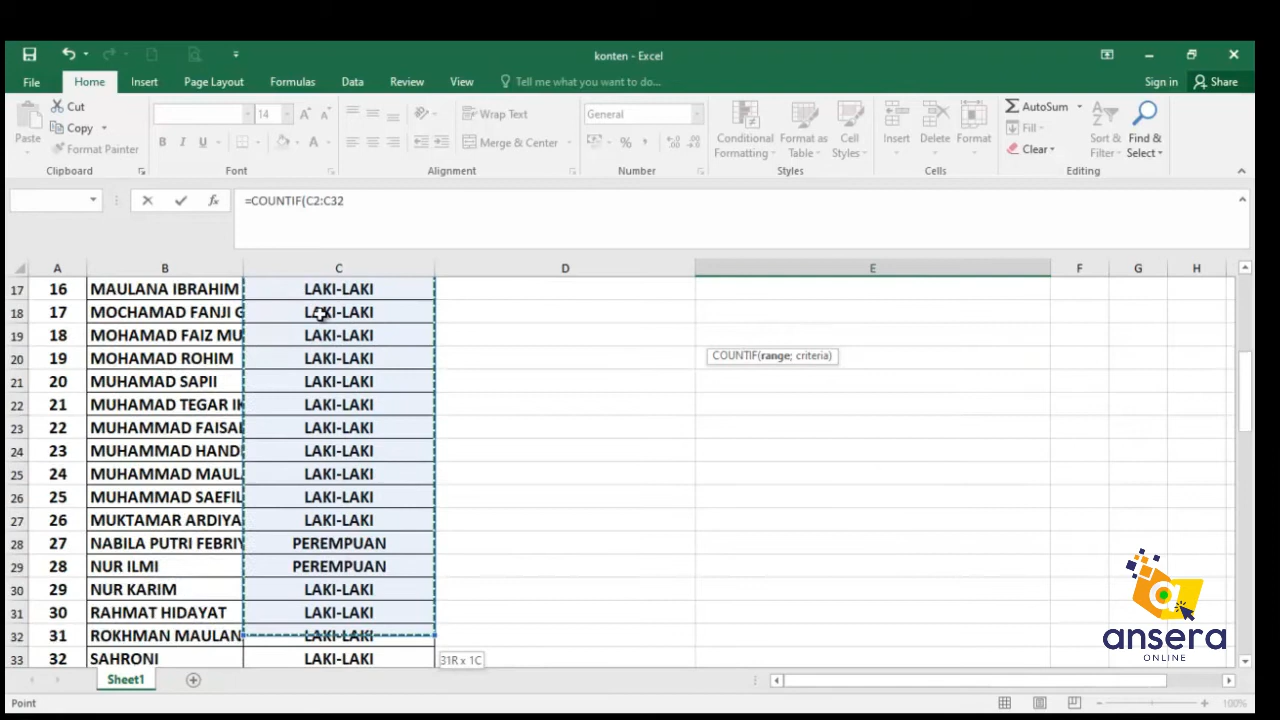 konten - Excel
File Home Insert Page Layout Formulas Data Review View Tell me what you want to do... Sign in Share
Paste Cut Copy Format Painter Clipboard
14 Font
Wrap Text Merge & Center Alignment
General Number
Conditional Formatting Format as Table Cell Styles Styles
Insert Delete Format Cells
AutoSum Fill Clear Sort & Filter Find & Select Editing
=COUNTIF(C2:C32
A B C D E F G H
17 16 MAULANA IBRAHIM LAKI-LAKI
18 17 MOCHAMAD FANJI G LAKI-LAKI
19 18 MOHAMAD FAIZ MU LAKI-LAKI
20 19 MOHAMAD ROHIM LAKI-LAKI
COUNTIF(range; criteria)
21 20 MUHAMAD SAPII LAKI-LAKI
22 21 MUHAMAD TEGAR IK LAKI-LAKI
23 22 MUHAMMAD FAISAL LAKI-LAKI
24 23 MUHAMMAD HAND LAKI-LAKI
25 24 MUHAMMAD MAUL LAKI-LAKI
26 25 MUHAMMAD SAEFIL LAKI-LAKI
27 26 MUKTAMAR ARDIYA LAKI-LAKI
28 27 NABILA PUTRI FEBRIY PEREMPUAN
29 28 NUR ILMI PEREMPUAN
30 29 NUR KARIM LAKI-LAKI
31 30 RAHMAT HIDAYAT LAKI-LAKI
32 31 ROKHMAN MAULAN LAKI-LAKI
33 32 SAHRONI LAKI-LAKI
31R x 1C
ansera
ONLINE
Sheet1
Point 100%